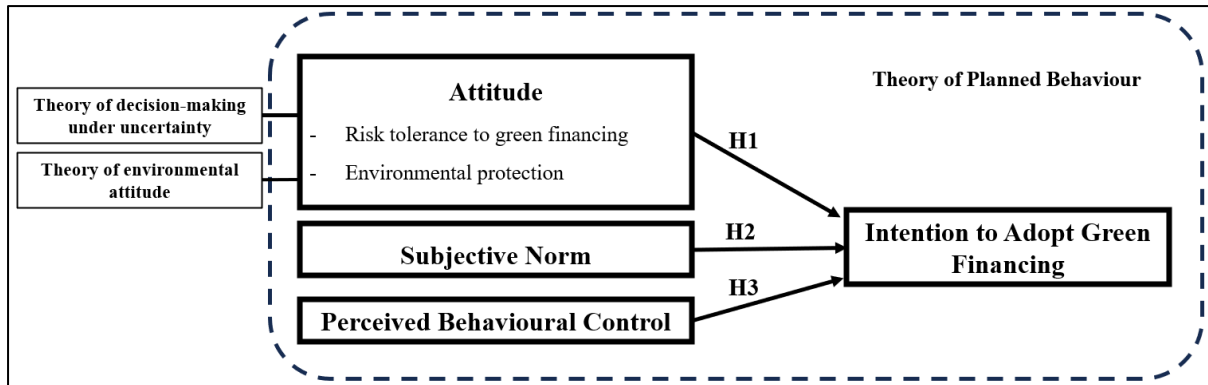 Theory of Planned Behaviour
Theory of decision-making
under uncertainty
Theory of environmental
attitude
Attitude
- Risk tolerance to green financing
- Environmental protection
Subjective Norm
Perceived Behavioural Control
H1
H2
H3
Intention to Adopt Green
Financing